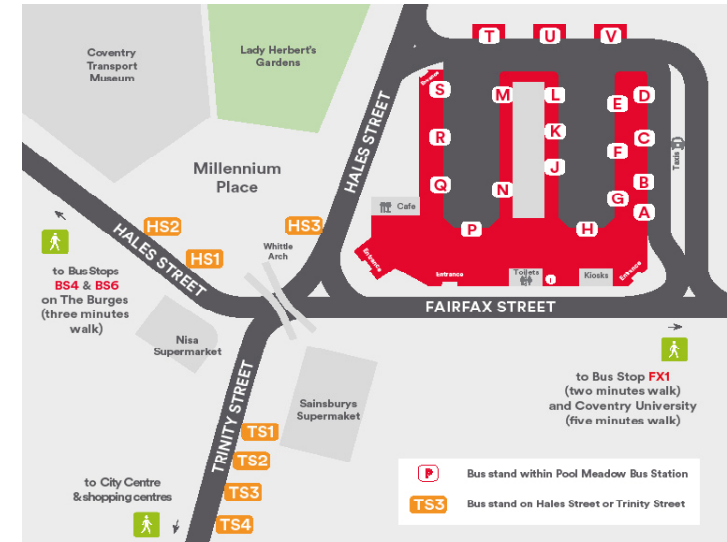 Coventry
Transport
Museum
Lady Herbert's
Gardens
T
U
V
Entrance
S
M
L
D
E
R
K
C
F
J
Q
N
B
G
A
P
H
Taxis
HALES STREET
Millennium
Place
Cafe
HS2
HS1
HS3
HALES STREET
Whittle
Arch
Entrance
Entrance
Toilets
i
Kiosks
Entrance
FAIRFAX STREET
to Bus Stops
BS4 & BS6
on The Burges
(three minutes
walk)
Nisa
Supermarket
Sainsburys
Supermaket
TRINITY STREET
TS1
TS2
TS3
TS4
to City Centre
& shopping centres
to Bus Stop FX1
(two minutes walk)
and Coventry University
(five minutes walk)
P Bus stand within Pool Meadow Bus Station
TS3 Bus stand on Hales Street or Trinity Street